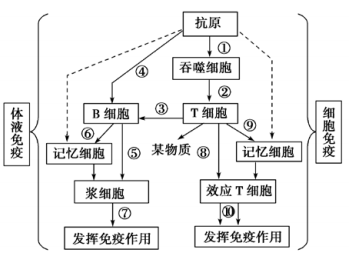 抗原
①
吞噬细胞
④
②
B 细胞
③
T 细胞
⑥
⑨
记忆细胞
⑤
某物质
⑧
记忆细胞
浆细胞
效应 T 细胞
⑦
⑩
发挥免疫作用
发挥免疫作用
体液免疫
细胞免疫